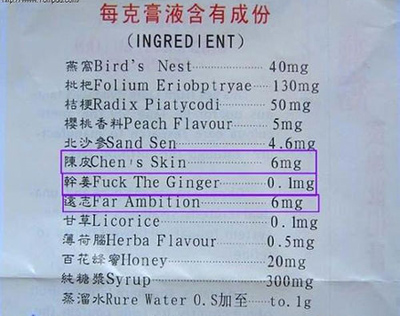 每克膏液含有成份
(INGREDIENT)
燕窩Bird's Nest 40mg
枇杷Folium Eriobptryae 130mg
桔梗Radix Piatycodi 50mg
櫻桃香料Peach Flavour 5mg
北沙參Sand Sen 4.6mg
陳皮Chen's Skin 6mg
幹姜Fuck The Ginger 0.1mg
遠志Far Ambition 6mg
甘草Licorice 0.1mg
薄荷腦Herba Flavour 0.5mg
百花蜂蜜Honey 20mg
純糖漿Syrup 300mg
蒸溜水Rure Water O.S加至 to.1g